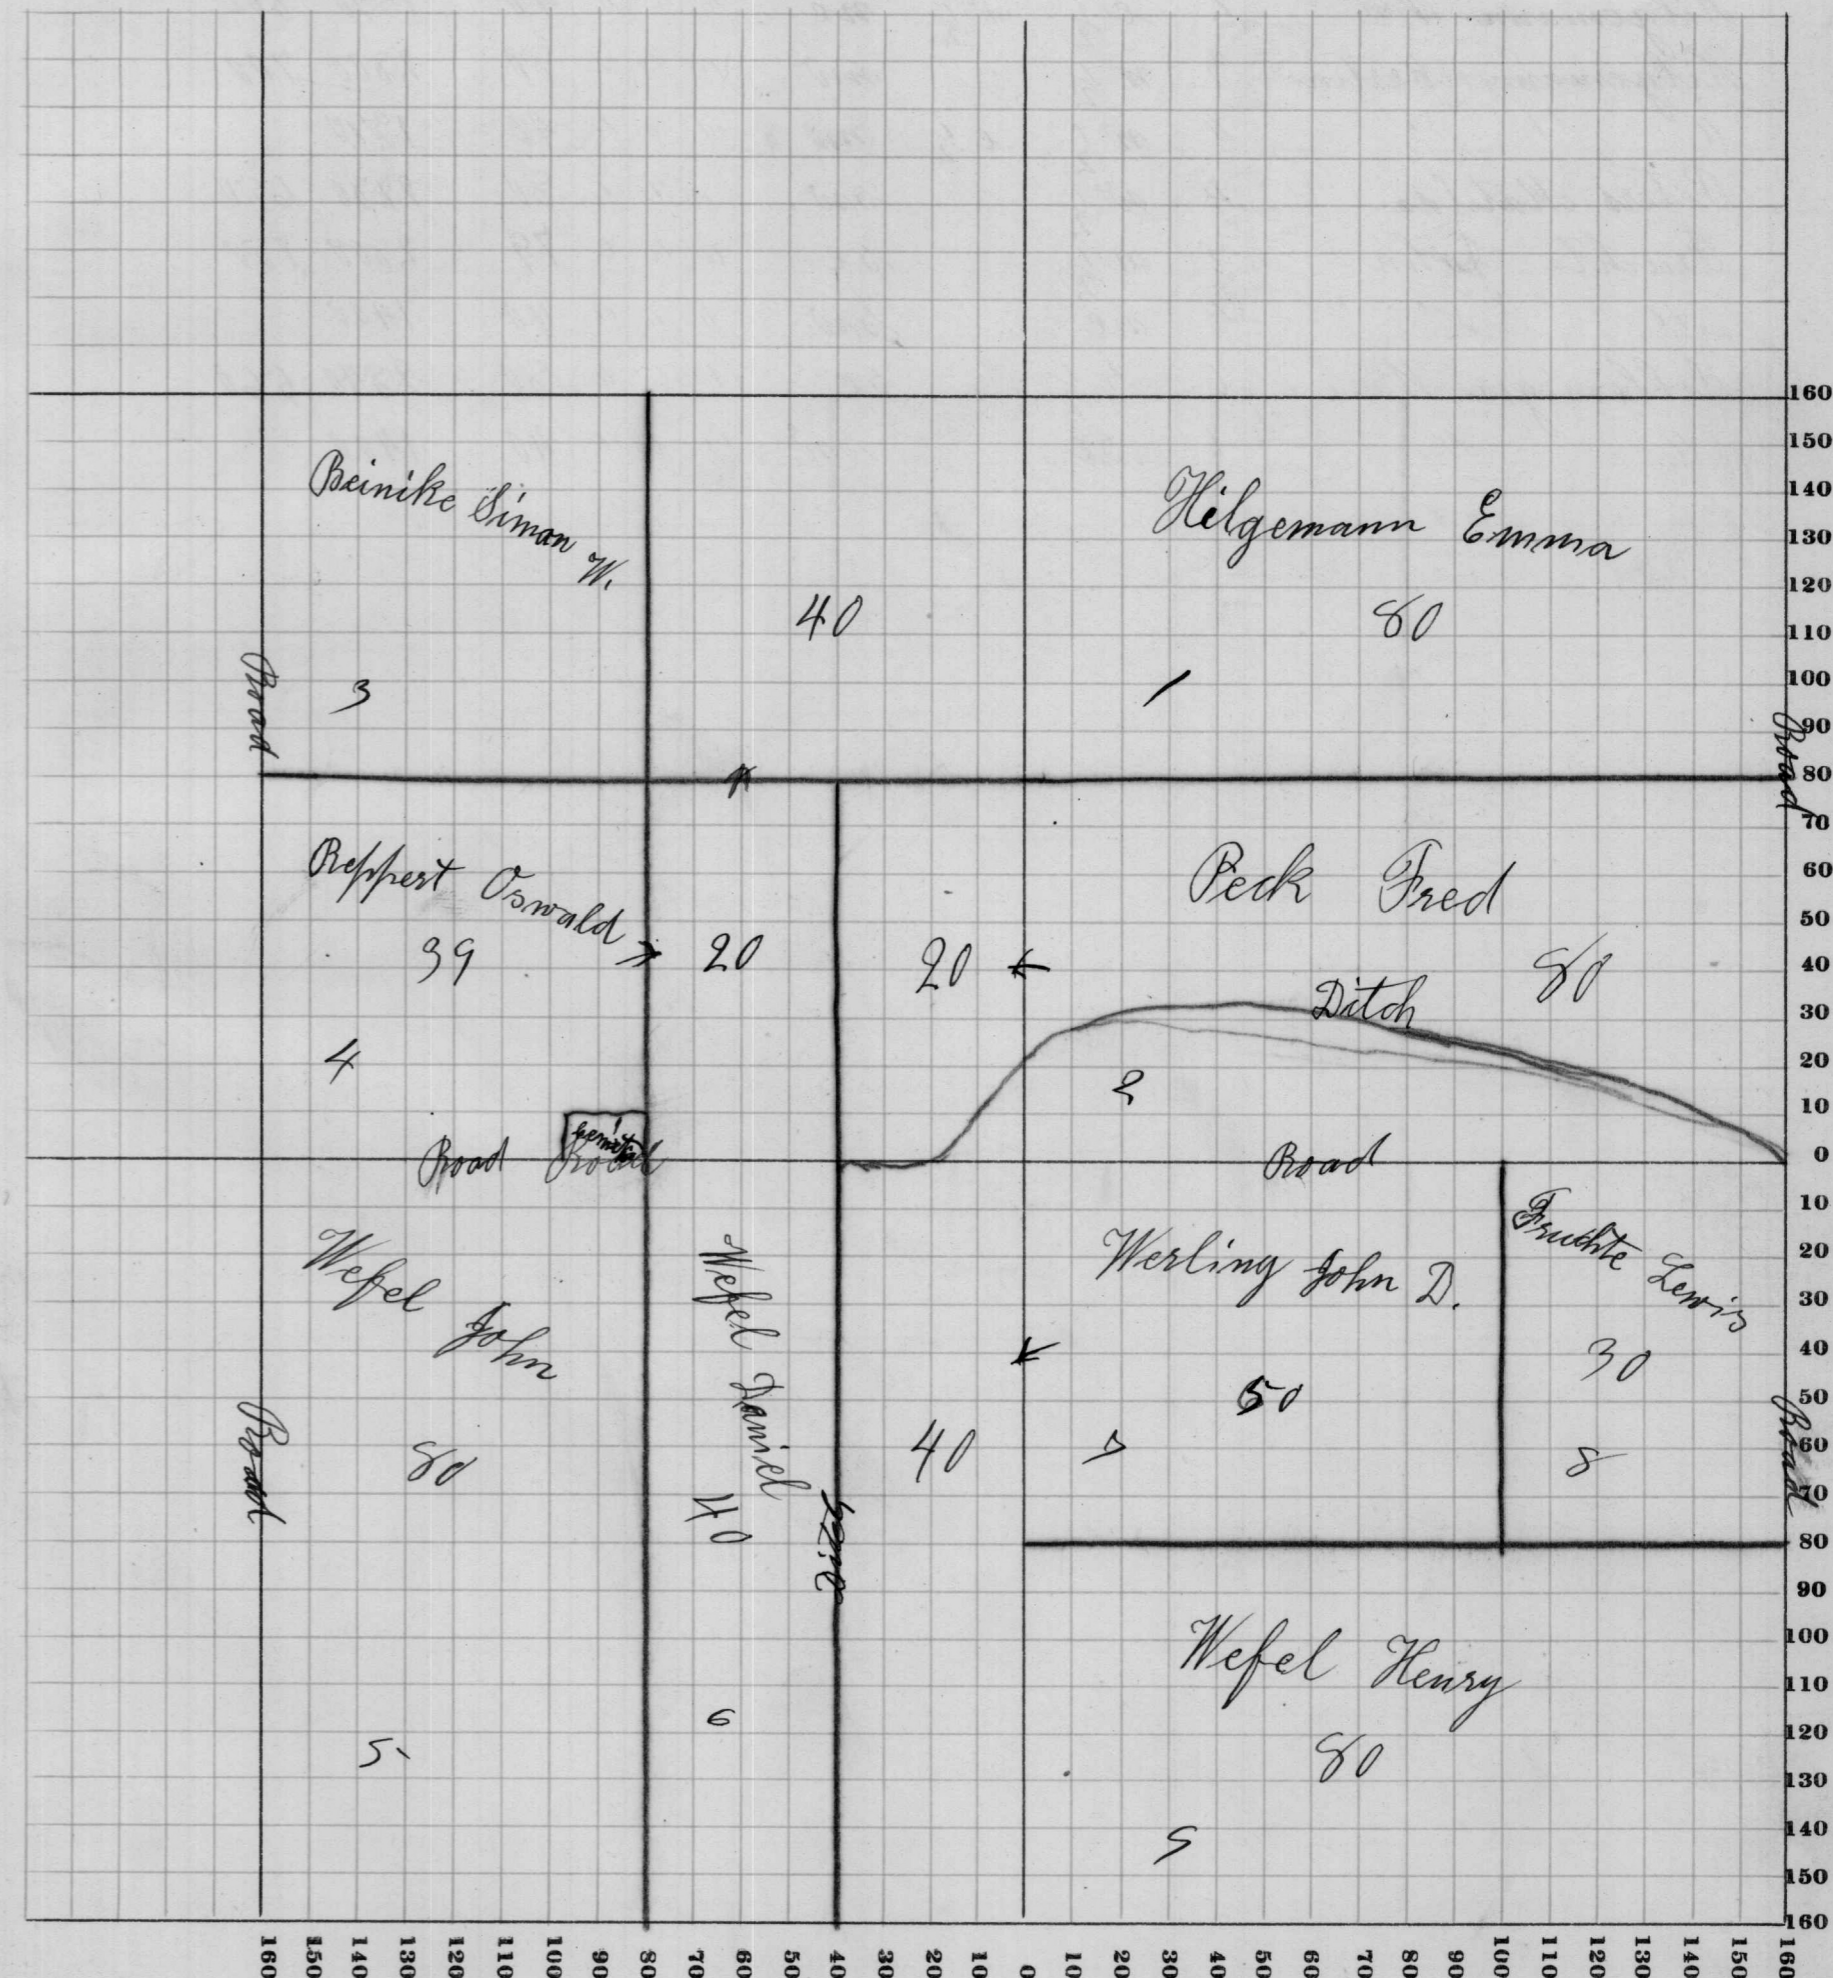 160
150
Beinike Siman W.
140
Hilgemann Emma
130
120
40
80
110
100
3
1
Road
90
Road
80
70
Reppert Oswald
Peck Fred
60
50
39
20
20
80
40
Ditch
30
4
20
2
10
Road
Road
Road
0
10
Fruchte Lewis
Wefel John
Wefel Daniel
Werling John D.
20
30
30
40
50
50
Road
Road
80
40
8
60
40
70
80
90
Wefel Henry
100
110
6
120
80
5
130
5
140
150
160
160 150 140 130 120 110 100 90 80 70 60 50 40 30 20 10 0 10 20 30 40 50 60 70 80 90 100 110 120 130 140 150 160